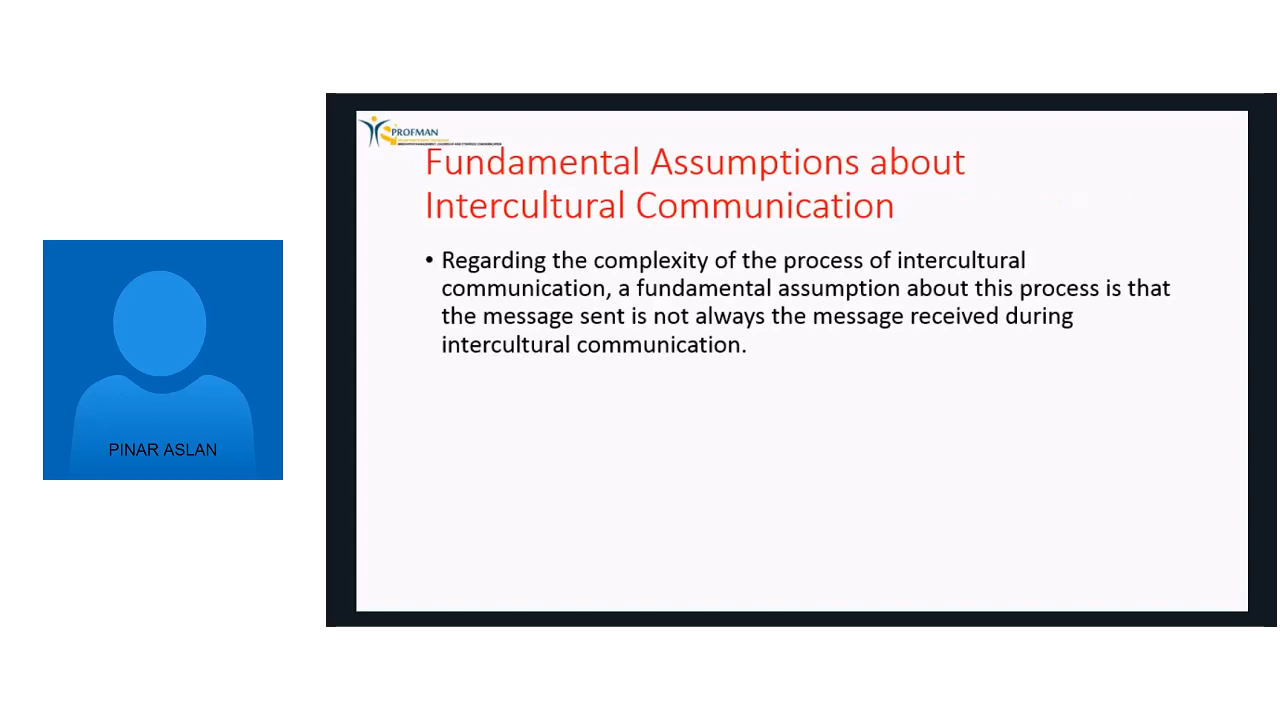 PROFMAN
Fundamental Assumptions about
Intercultural Communication
• Regarding the complexity of the process of intercultural
communication, a fundamental assumption about this process is that
the message sent is not always the message received during
intercultural communication.
PINAR ASLAN